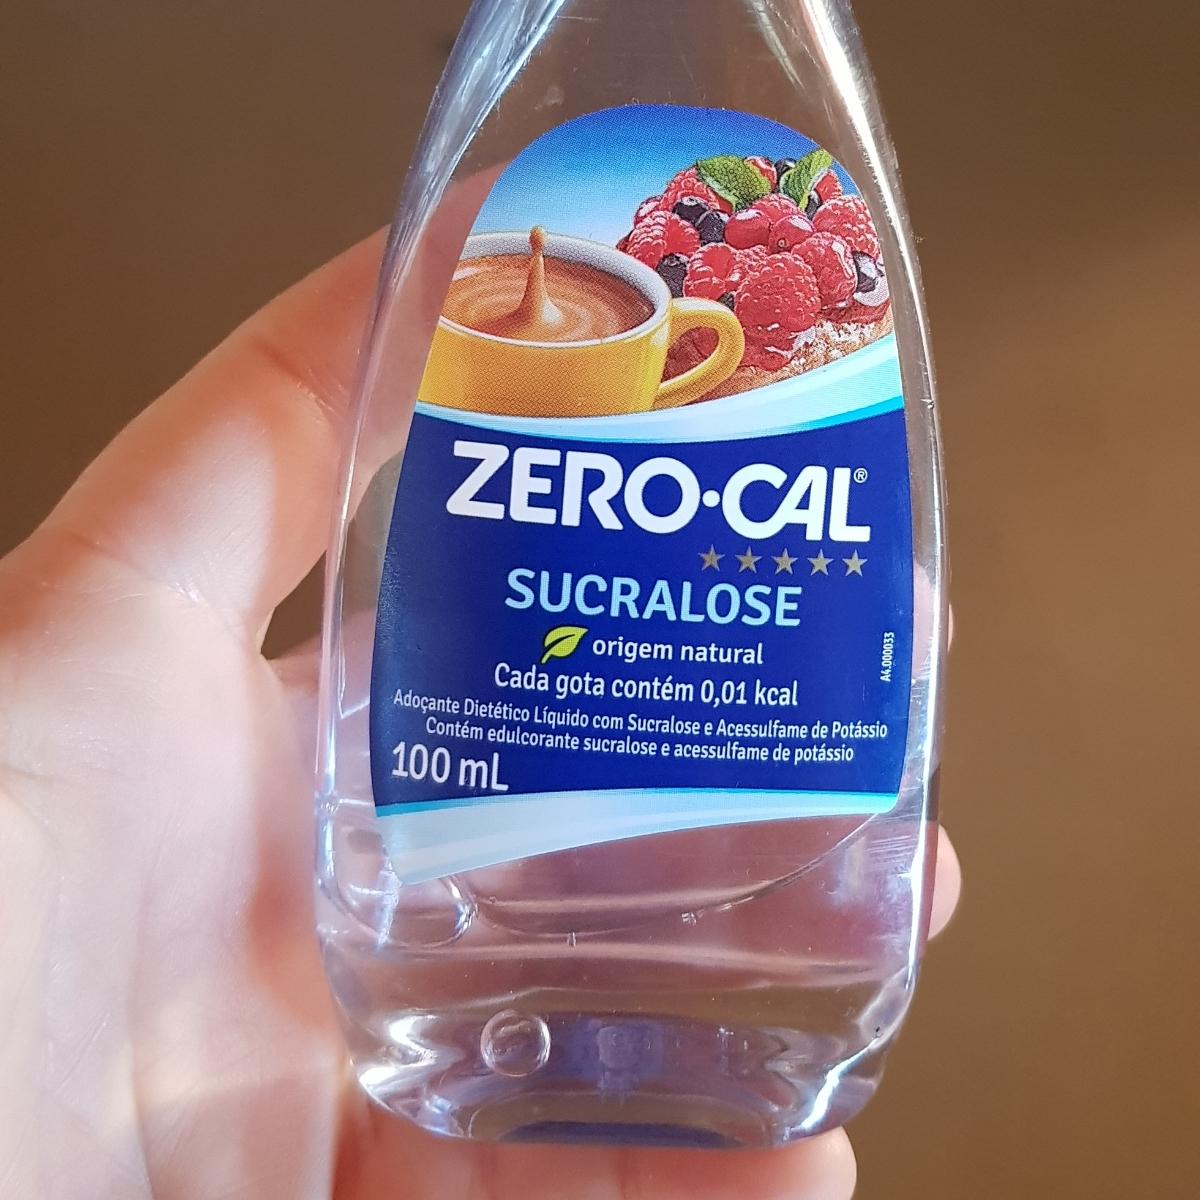 ZERO·CAL®
SUCRALOSE
origem natural
A4.000033
Cada gota contém 0,01 kcal
Adoçante Dietético Líquido com Sucralose e Acessulfame de Potássio
Contém edulcorante sucralose e acessulfame de potássio
100 mL